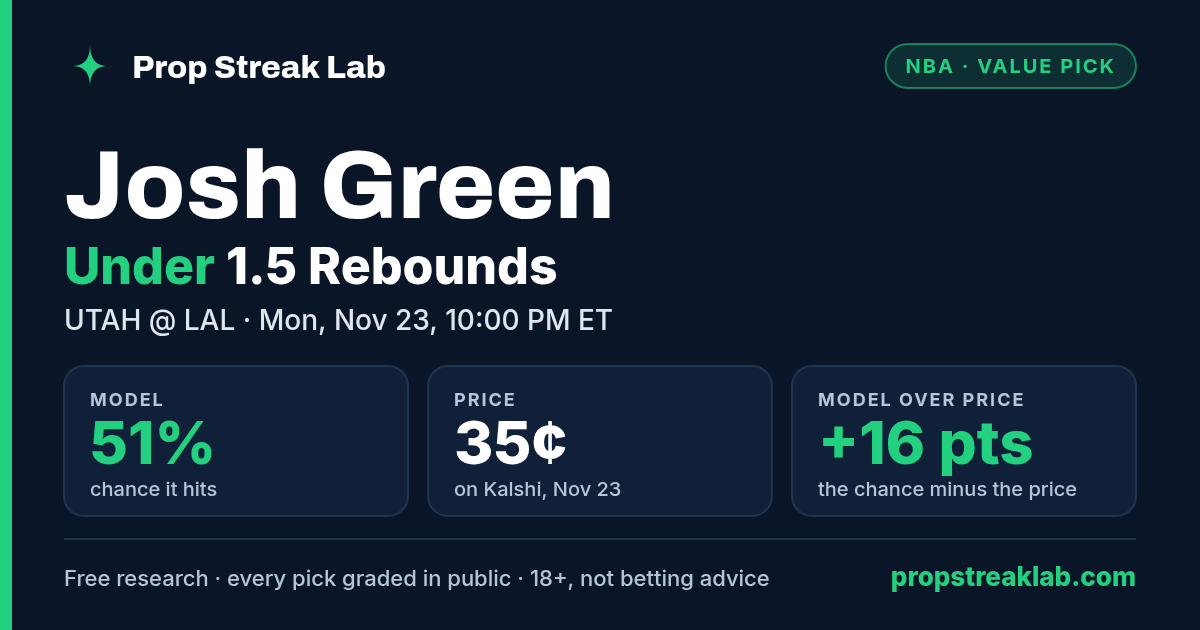 Prop Streak Lab
NBA · VALUE PICK
Josh Green
Under 1.5 Rebounds
UTAH @ LAL · Mon, Nov 23, 10:00 PM ET
MODEL
51%
chance it hits
PRICE
35¢
on Kalshi, Nov 23
MODEL OVER PRICE
+16 pts
the chance minus the price
Free research · every pick graded in public · 18+, not betting advice
propstreaklab.com